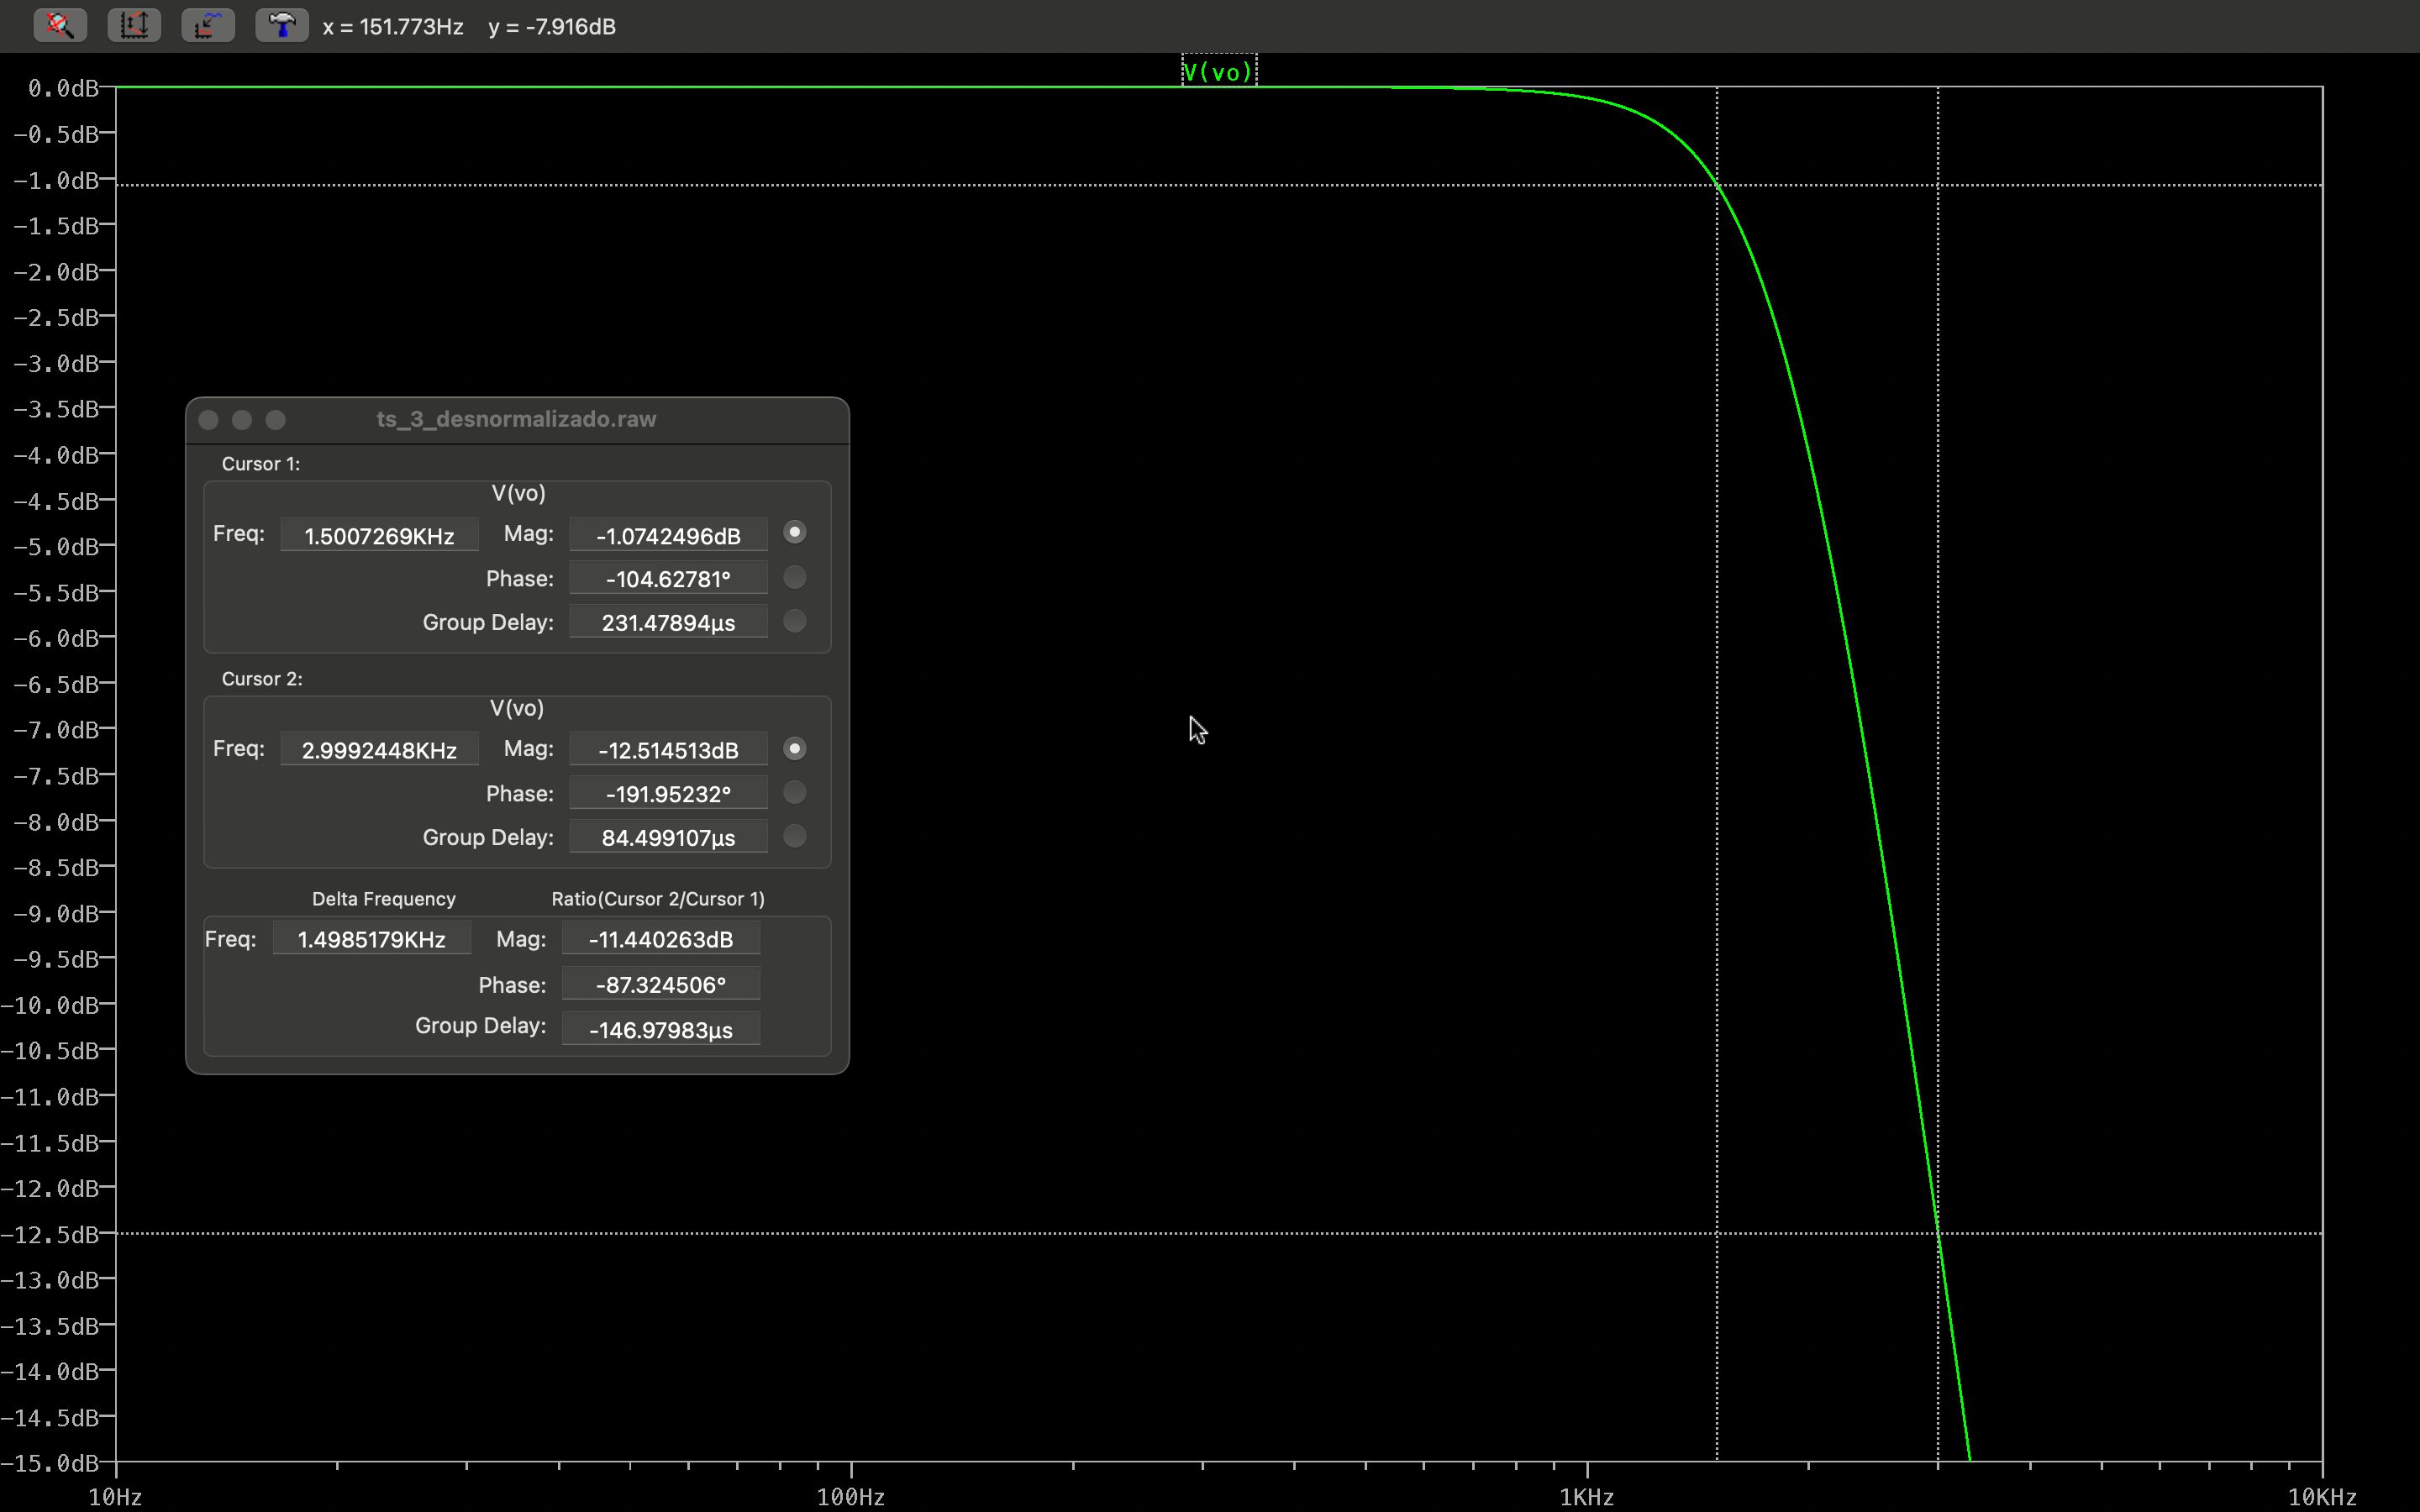 x = 151.773Hz y = -7.916dB
V(vo)
0.0dB
-0.5dB
-1.0dB
-1.5dB
-2.0dB
-2.5dB
-3.0dB
-3.5dB
-4.0dB
-4.5dB
-5.0dB
-5.5dB
-6.0dB
-6.5dB
-7.0dB
-7.5dB
-8.0dB
-8.5dB
-9.0dB
-9.5dB
-10.0dB
-10.5dB
-11.0dB
-11.5dB
-12.0dB
-12.5dB
-13.0dB
-13.5dB
-14.0dB
-14.5dB
-15.0dB
ts_3_desnormalizado.raw
Cursor 1:
V(vo)
Freq: 1.5007269KHz Mag: -1.0742496dB
Phase: -104.62781°
Group Delay: 231.47894µs
Cursor 2:
V(vo)
Freq: 2.9992448KHz Mag: -12.514513dB
Phase: -191.95232°
Group Delay: 84.499107µs
Delta Frequency Ratio(Cursor 2/Cursor 1)
Freq: 1.4985179KHz Mag: -11.440263dB
Phase: -87.324506°
Group Delay: -146.97983µs
10Hz 100Hz 1KHz 10KHz